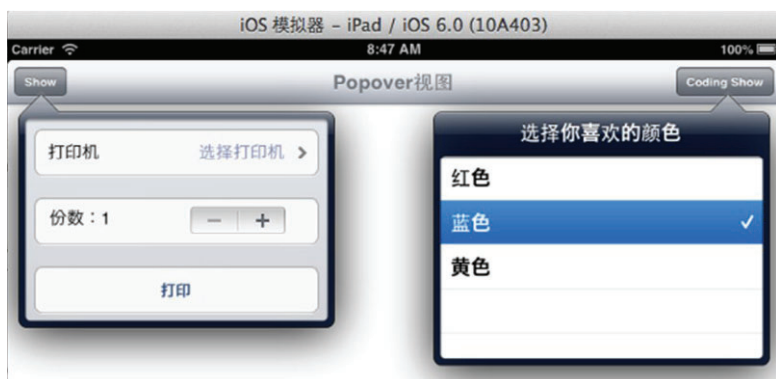 iOS 模拟器 – iPad / iOS 6.0 (10A403)
Carrier 8:47 AM 100%
Show Popover视图 Coding Show
打印机 选择打印机
份数：1
打印
选择你喜欢的颜色
红色
蓝色
黄色